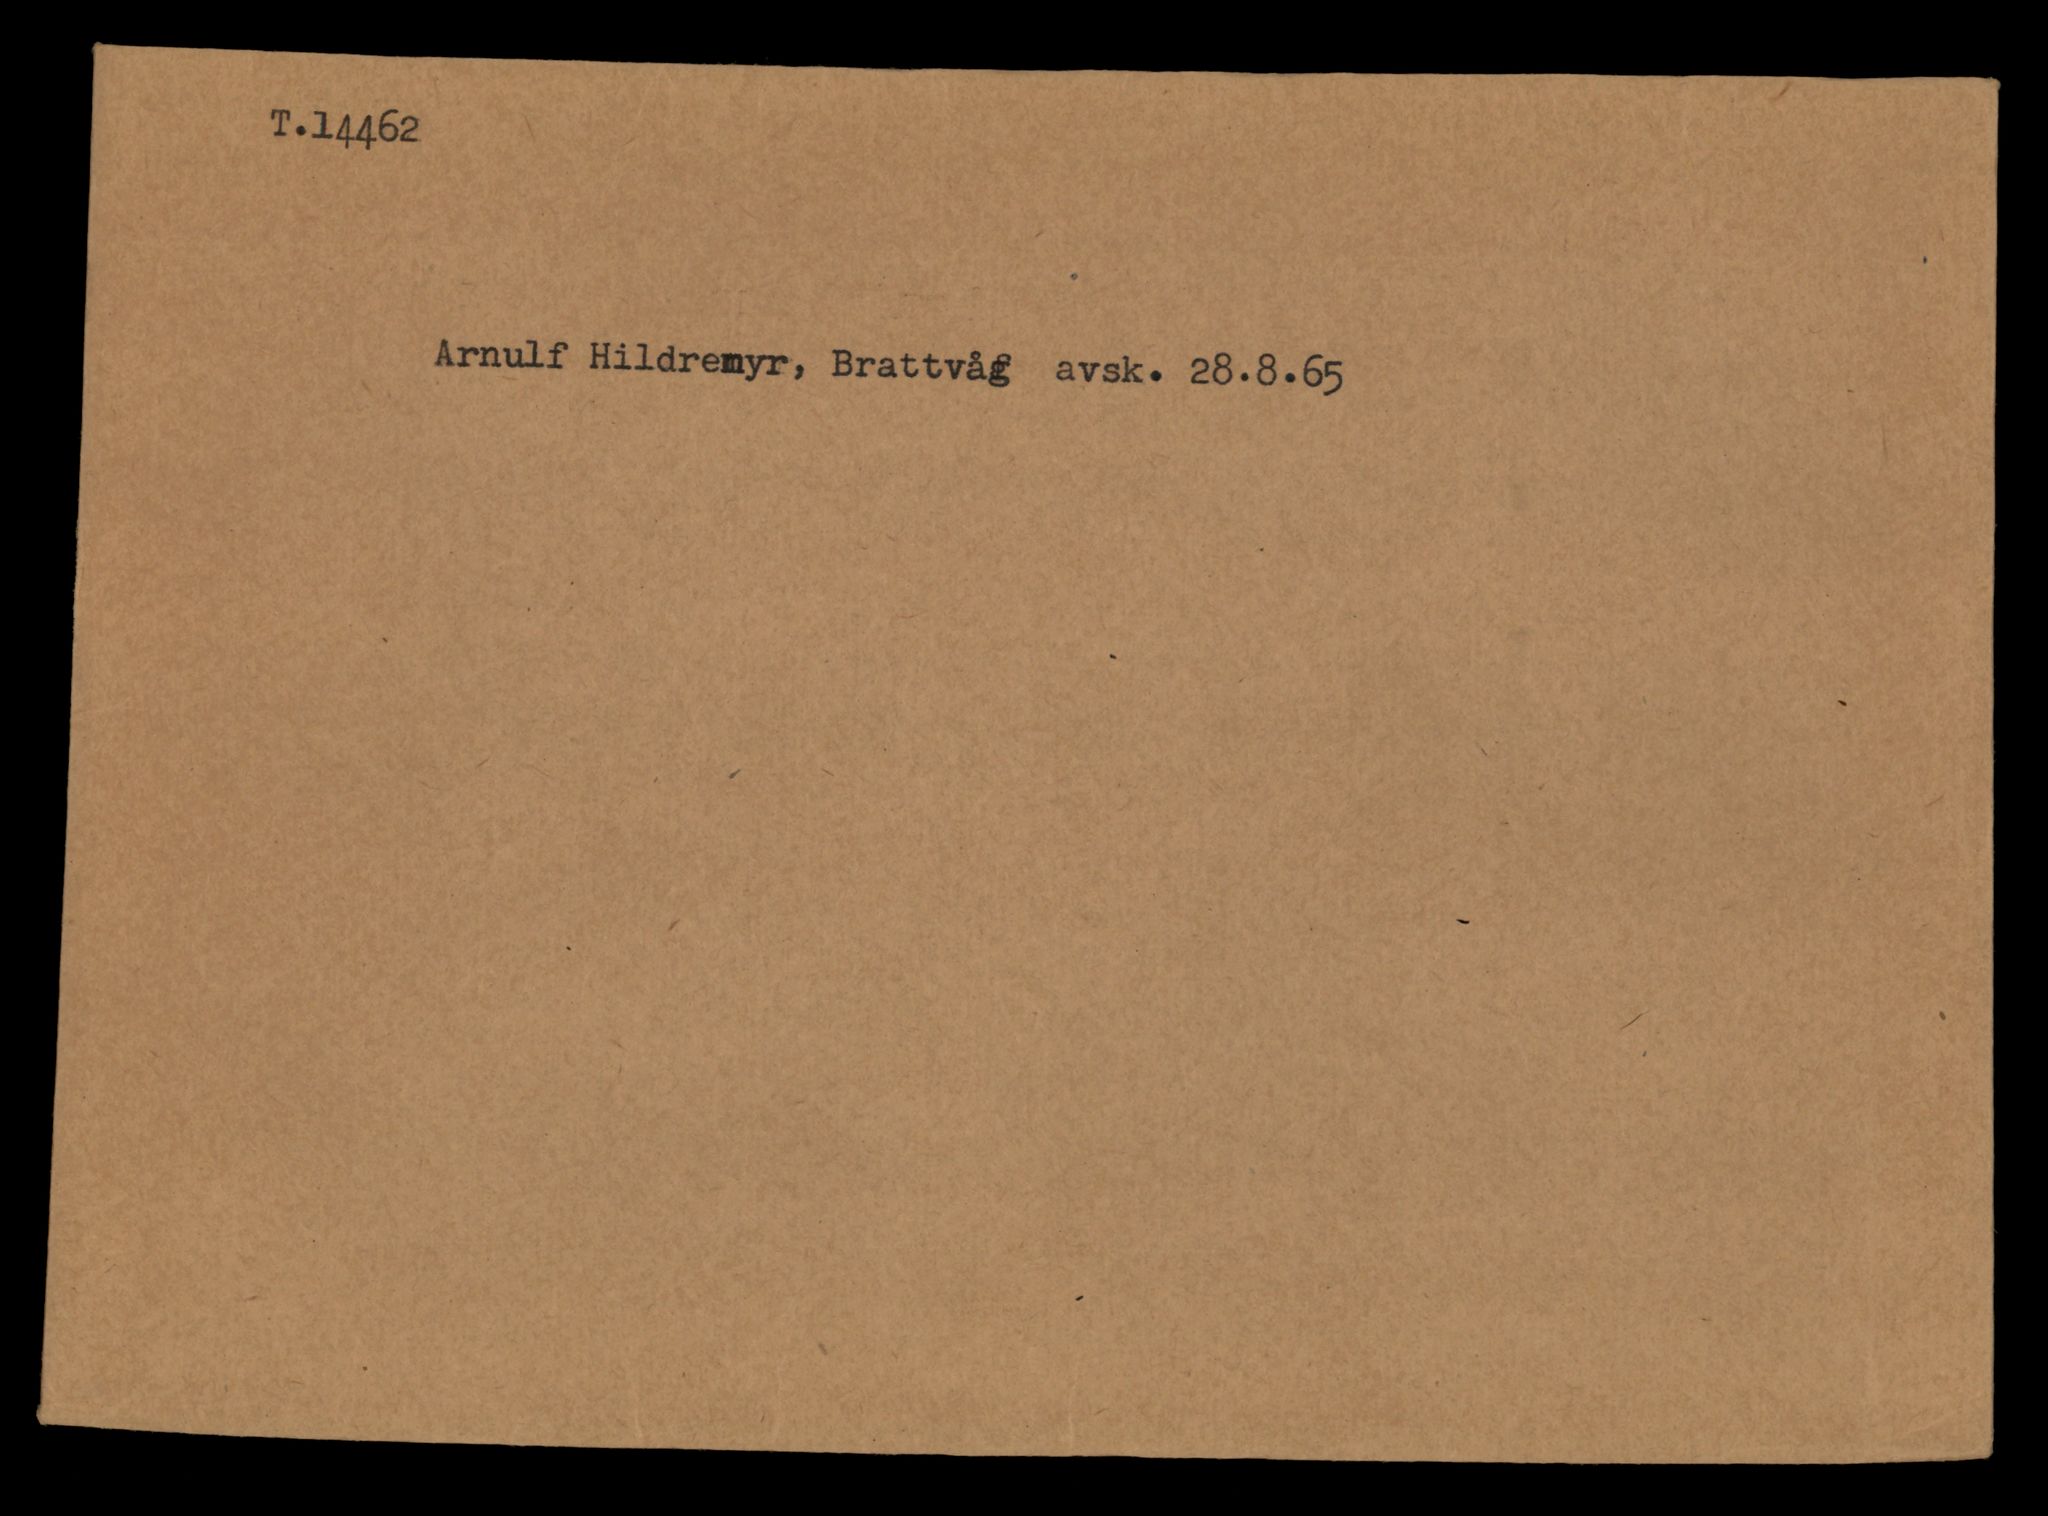 T.14462
Arnulf Hildremyr, Brattvåg avsk. 28.8.65